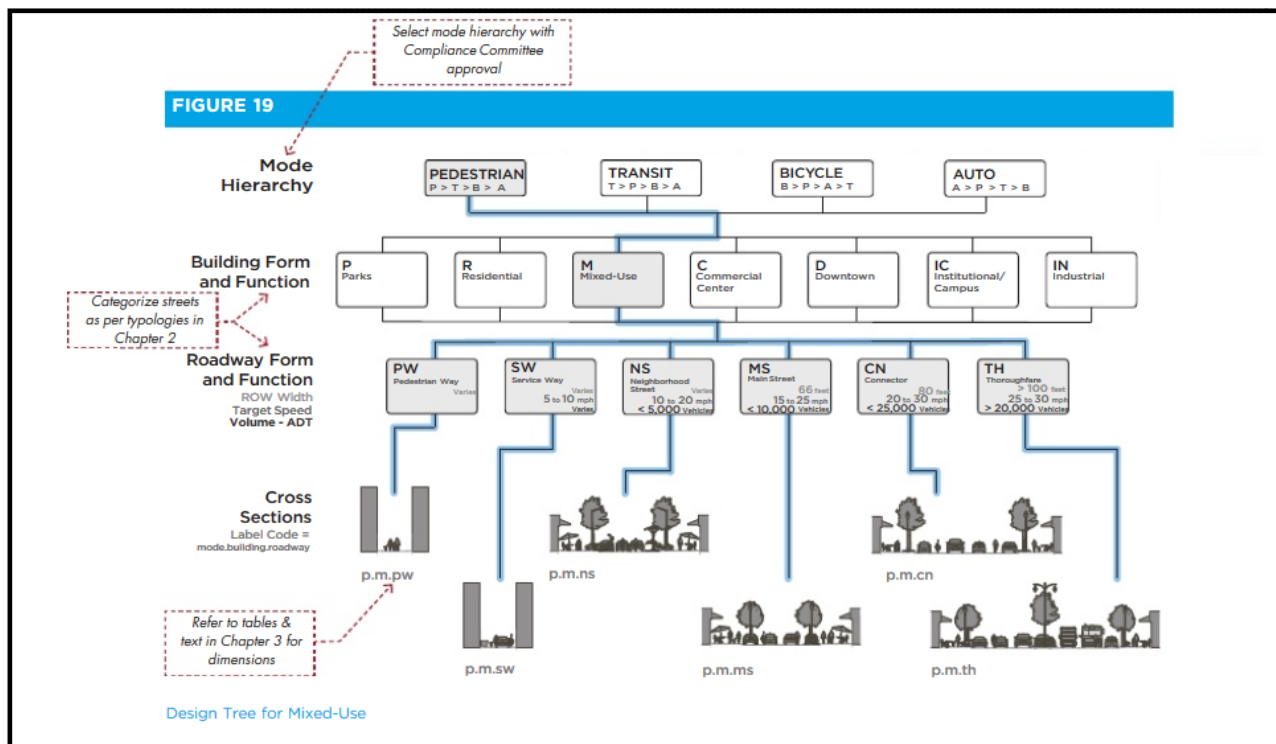 Select mode hierarchy with
Compliance Committee
approval
FIGURE 19
Mode
Hierarchy
PEDESTRIAN
P > T > B > A
TRANSIT
T > P > B > A
BICYCLE
B > P > A > T
AUTO
A > P > T > B
Building Form
and Function
P
Parks
R
Residential
M
Mixed-Use
C
Commercial
Center
D
Downtown
IC
Institutional/
Campus
IN
Industrial
Categorize streets
as per typologies in
Chapter 2
Roadway Form
and Function
ROW Width
Target Speed
Volume - ADT
PW
Pedestrian Way
Varies
SW
Service Way
Varies
5 to 10 mph
Varies
NS
Neighborhood
Street
Varies
10 to 20 mph
< 5,000 Vehicles
MS
Main Street
66 feet
15 to 25 mph
< 10,000 Vehicles
CN
Connector
80 feet
20 to 30 mph
< 25,000 Vehicles
TH
Thoroughfare
> 100 feet
25 to 30 mph
> 20,000 Vehicles
Cross
Sections
Label Code =
mode.building.roadway
p.m.pw
p.m.ns
p.m.cn
Refer to tables &
text in Chapter 3 for
dimensions
p.m.sw
p.m.ms
p.m.th
Design Tree for Mixed-Use